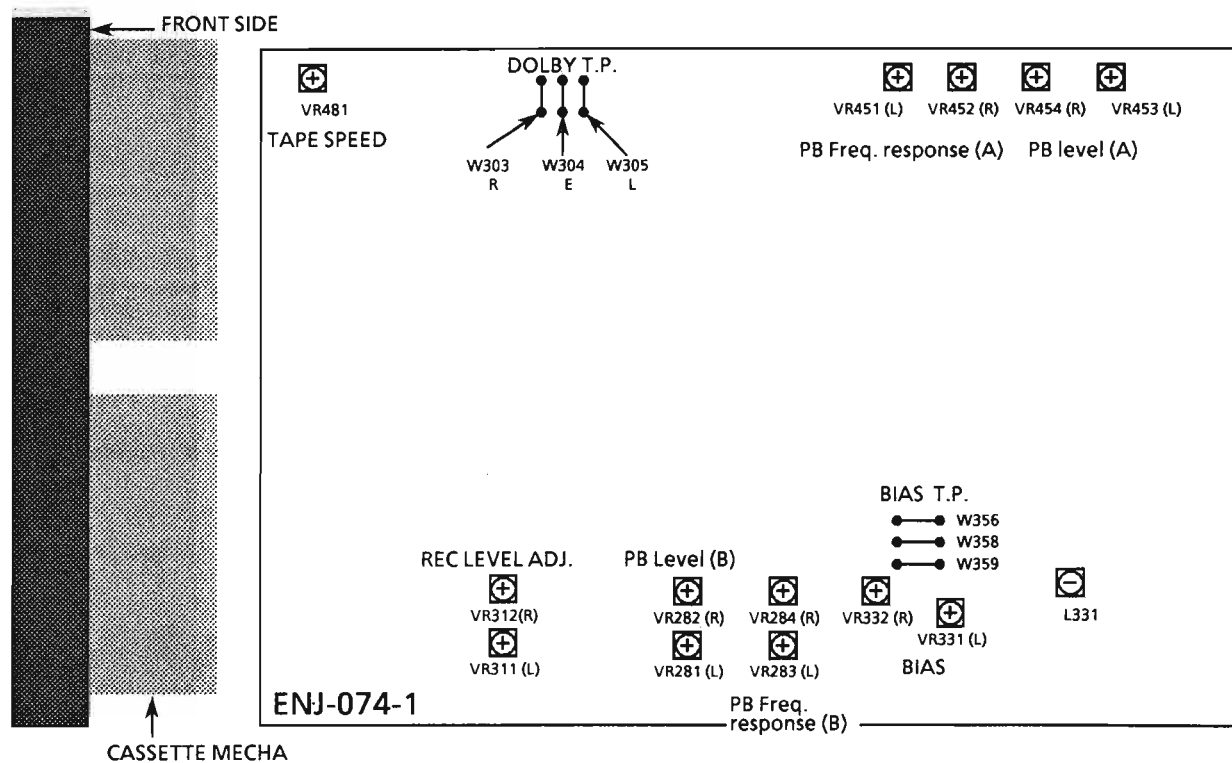 FRONT SIDE
VR481
TAPE SPEED
DOLBY T.P.
W303
R
W304
E
W305
L
VR451 (L)
VR452 (R)
VR454 (R)
VR453 (L)
PB Freq. response (A)
PB level (A)
BIAS T.P.
W356
W358
W359
REC LEVEL ADJ.
VR312(R)
VR311 (L)
PB Level (B)
VR282 (R)
VR281 (L)
VR284 (R)
VR283 (L)
PB Freq.
response (B)
VR332 (R)
VR331 (L)
BIAS
L331
ENJ-074-1
CASSETTE MECHA